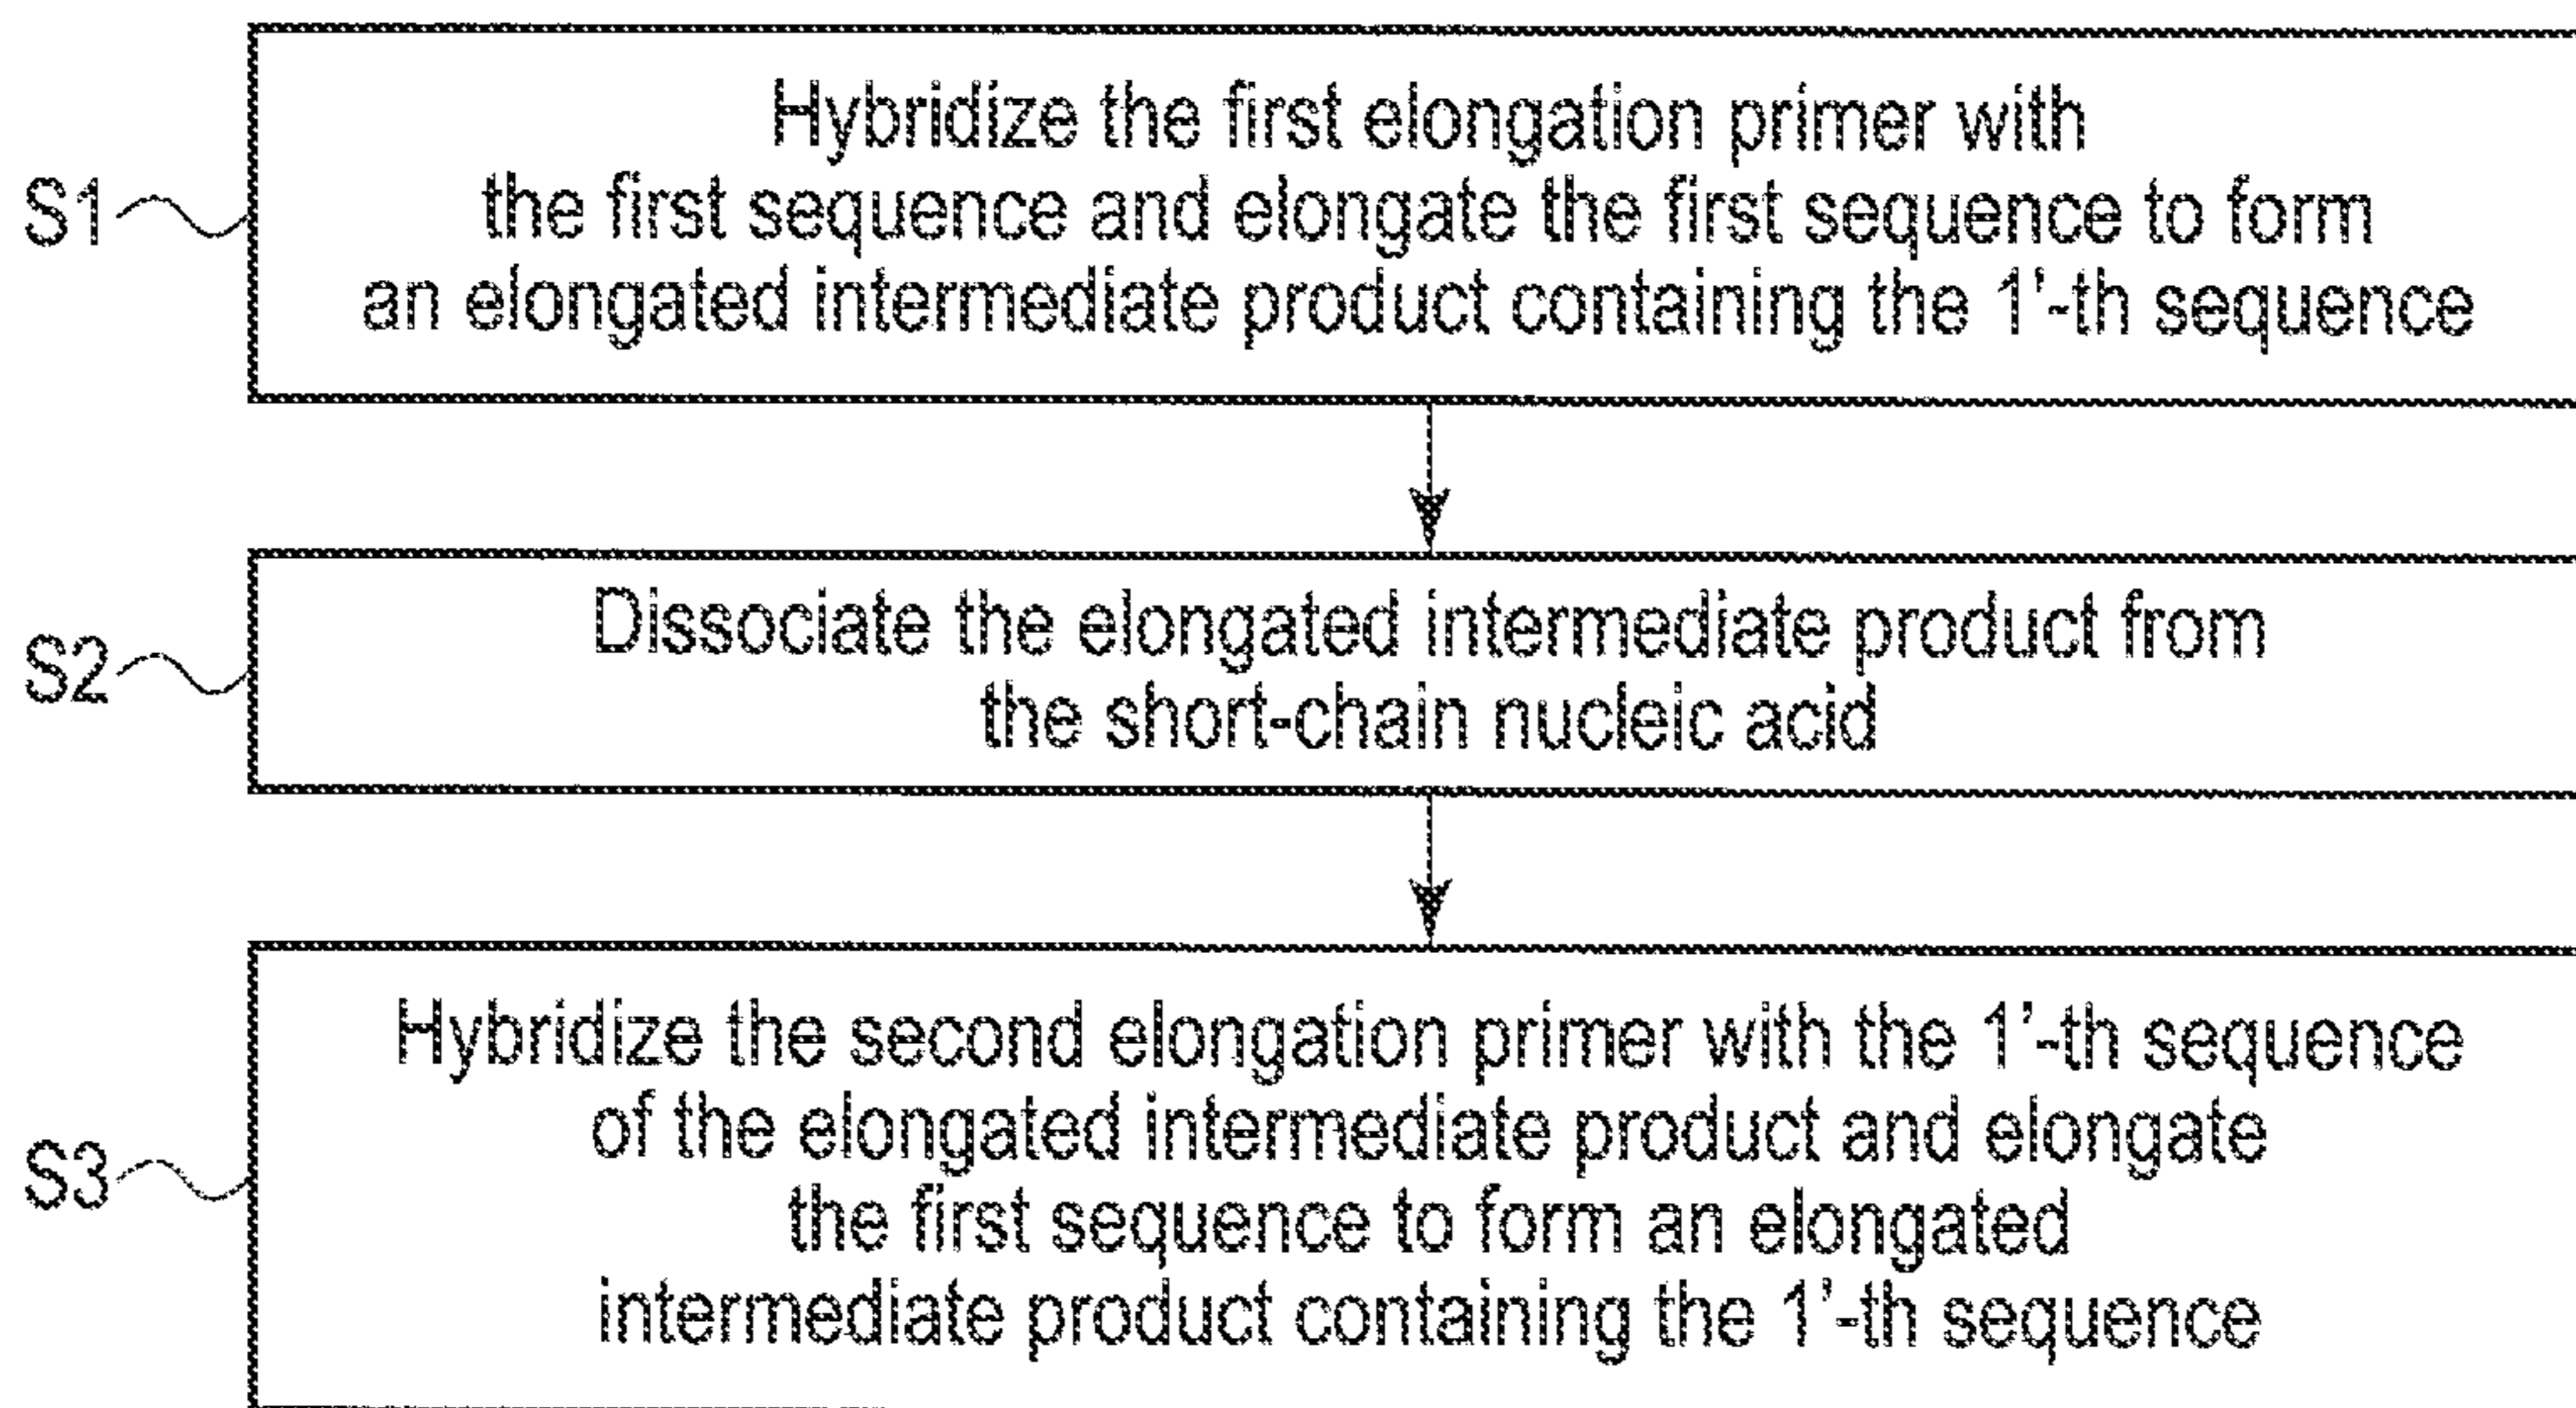 S1
Hybridize the first elongation primer with
the first sequence and elongate the first sequence to form
an elongated intermediate product containing the 1'-th sequence
S2
Dissociate the elongated intermediate product from
the short-chain nucleic acid
S3
Hybridize the second elongation primer with the 1'-th sequence
of the elongated intermediate product and elongate
the first sequence to form an elongated
intermediate product containing the 1'-th sequence